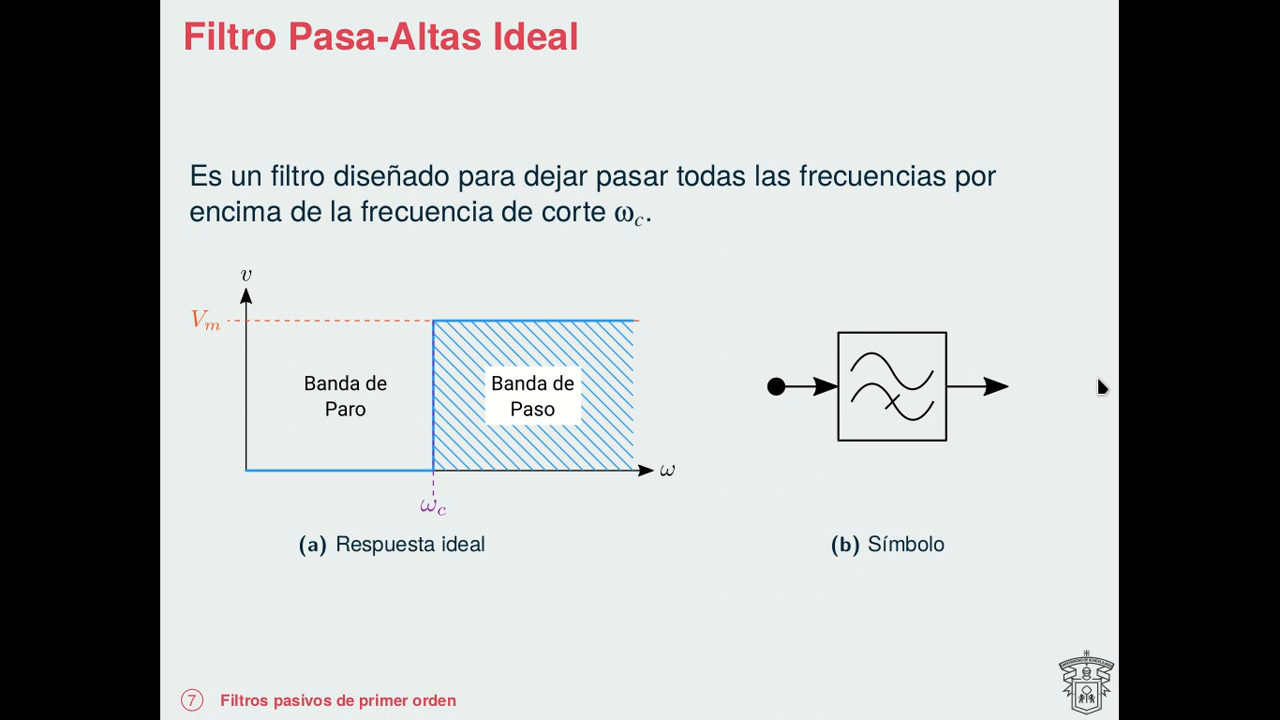 Filtro Pasa-Altas Ideal
Es un filtro diseñado para dejar pasar todas las frecuencias por
encima de la frecuencia de corte ω_c.
v
V_m
Banda de
Paro
Banda de
Paso
ω
ω_c
(a) Respuesta ideal
(b) Símbolo
7 Filtros pasivos de primer orden